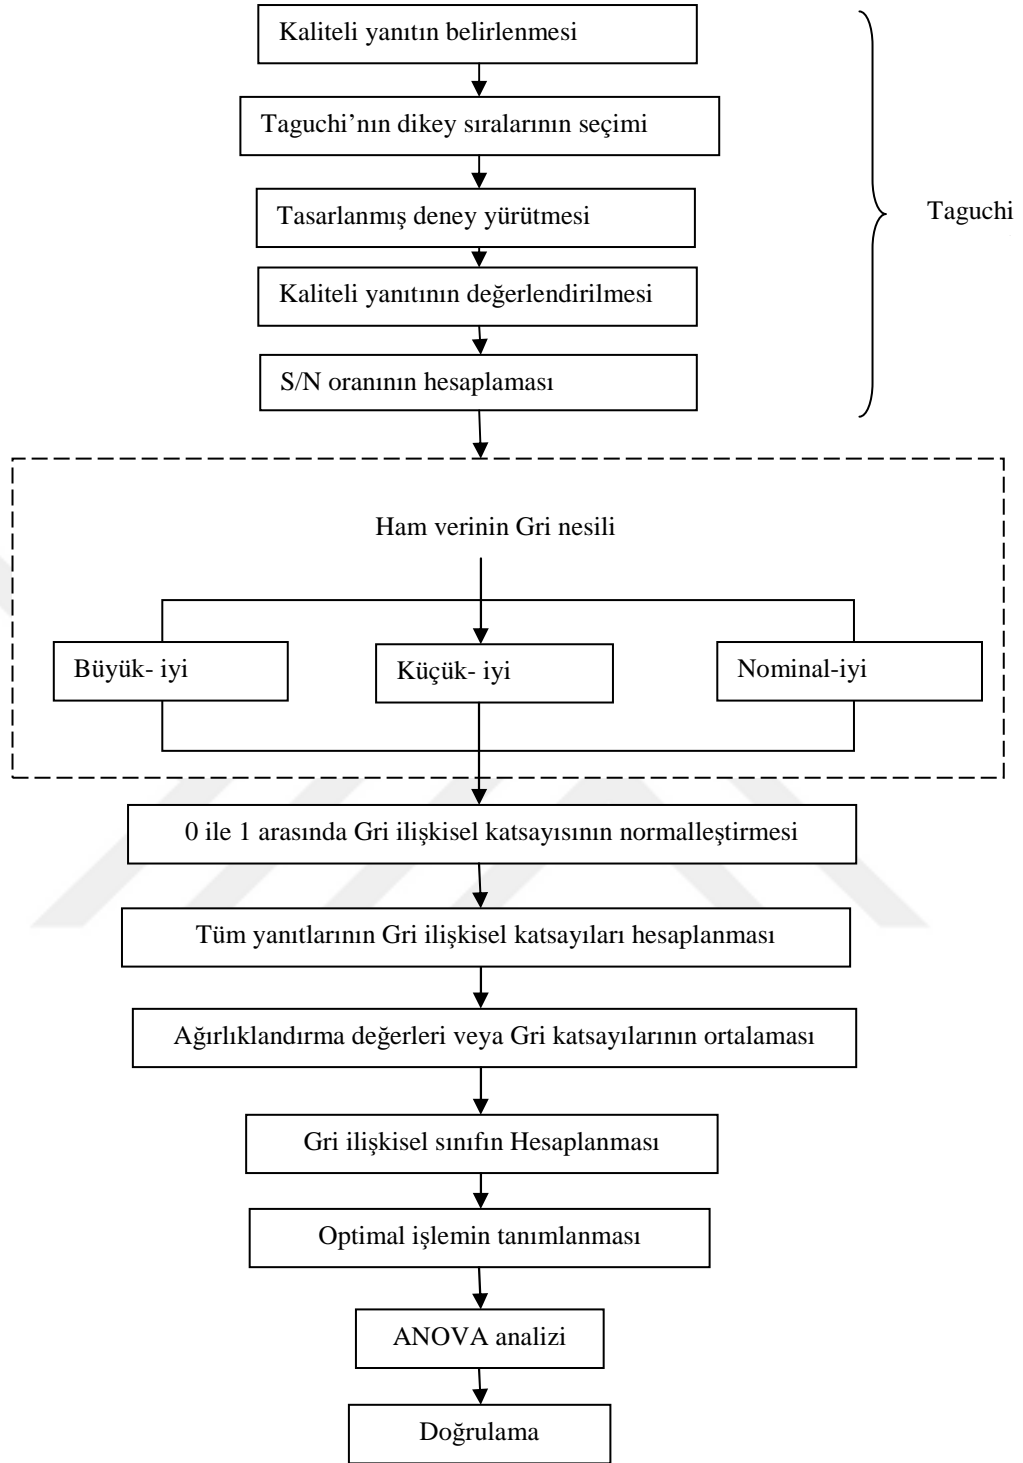 Kaliteli yanıtın belirlenmesi
Taguchi’nın dikey sıralarının seçimi
Tasarlanmış deney yürütmesi
Taguchi
Kaliteli yanıtının değerlendirilmesi
S/N oranının hesaplaması
Ham verinin Gri nesili
Büyük- iyi
Küçük- iyi
Nominal-iyi
0 ile 1 arasında Gri ilişkisel katsayısının normalleştirmesi
Tüm yanıtlarının Gri ilişkisel katsayıları hesaplanması
Ağırlıklandırma değerleri veya Gri katsayılarının ortalaması
Gri ilişkisel sınıfın Hesaplanması
Optimal işlemin tanımlanması
ANOVA analizi
Doğrulama